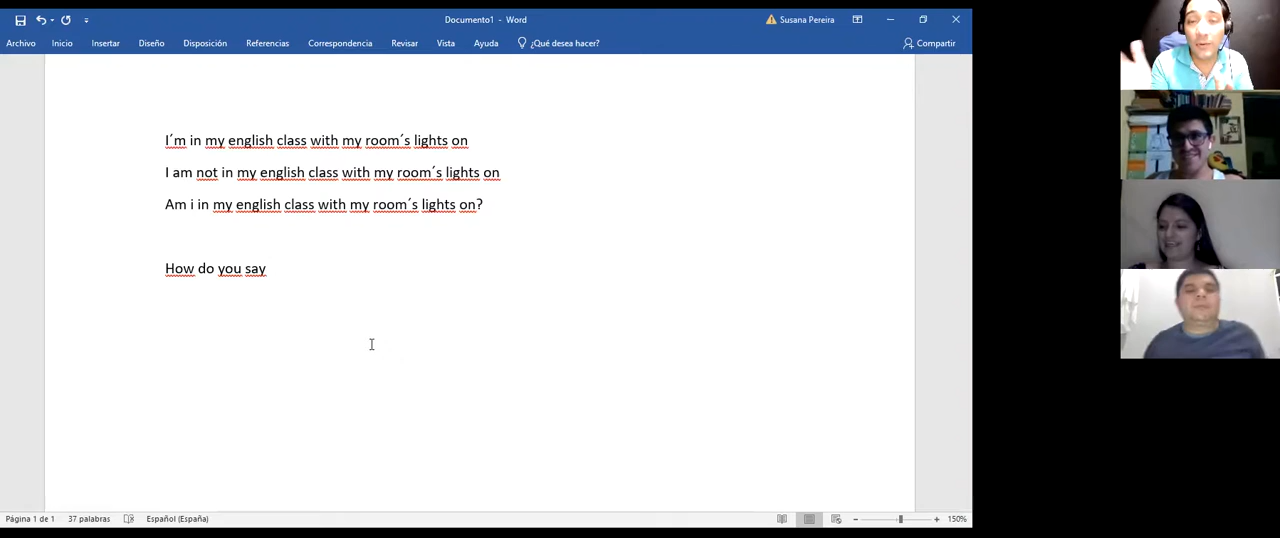 Documento1 - Word
Susana Pereira
Archivo Inicio Insertar Diseño Disposición Referencias Correspondencia Revisar Vista Ayuda ¿Qué desea hacer? Compartir
I´m in my english class with my room´s lights on
I am not in my english class with my room´s lights on
Am i in my english class with my room´s lights on?
How do you say
Página 1 de 1 37 palabras Español (España) 150%